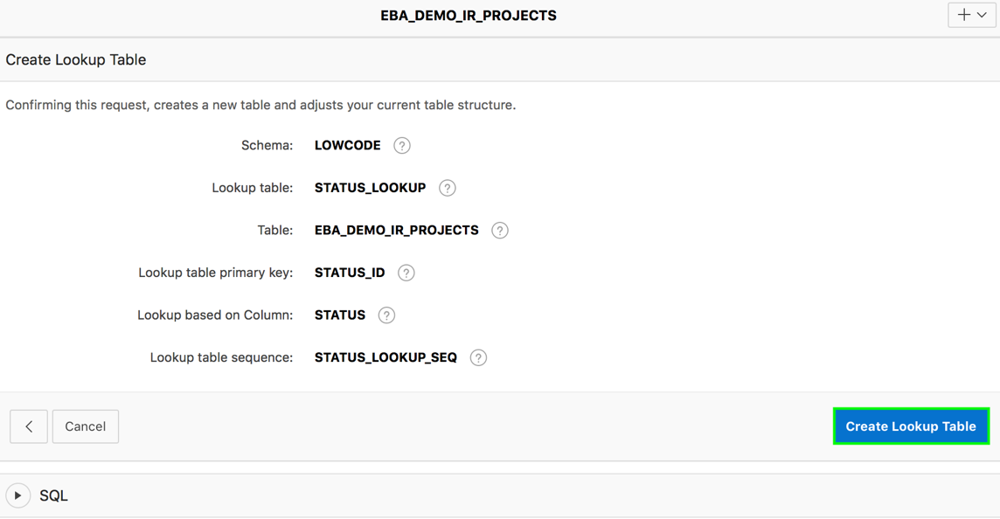 EBA_DEMO_IR_PROJECTS
Create Lookup Table
Confirming this request, creates a new table and adjusts your current table structure.
Schema: LOWCODE ?
Lookup table: STATUS_LOOKUP ?
Table: EBA_DEMO_IR_PROJECTS ?
Lookup table primary key: STATUS_ID ?
Lookup based on Column: STATUS ?
Lookup table sequence: STATUS_LOOKUP_SEQ ?
Cancel Create Lookup Table
SQL